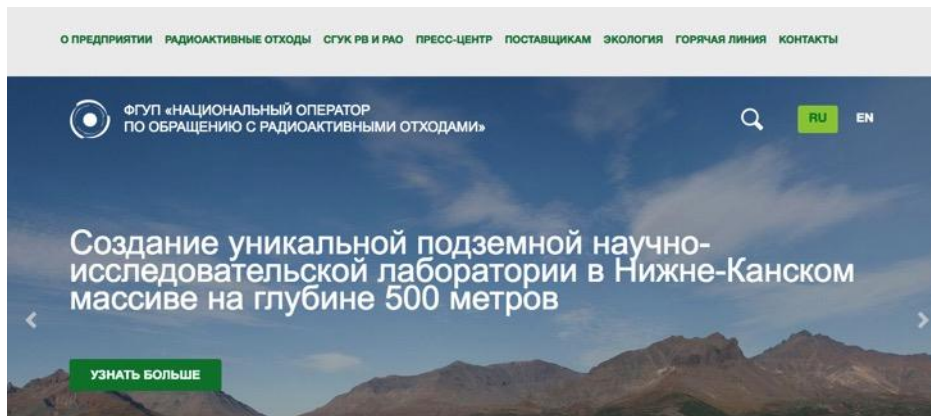 О ПРЕДПРИЯТИИ РАДИОАКТИВНЫЕ ОТХОДЫ СГУК РВ И РАО ПРЕСС-ЦЕНТР ПОСТАВЩИКАМ ЭКОЛОГИЯ ГОРЯЧАЯ ЛИНИЯ КОНТАКТЫ
ФГУП «НАЦИОНАЛЬНЫЙ ОПЕРАТОР
ПО ОБРАЩЕНИЮ С РАДИОАКТИВНЫМИ ОТХОДАМИ»
RU EN
Создание уникальной подземной научно-
исследовательской лаборатории в Нижне-Канском
массиве на глубине 500 метров
УЗНАТЬ БОЛЬШЕ